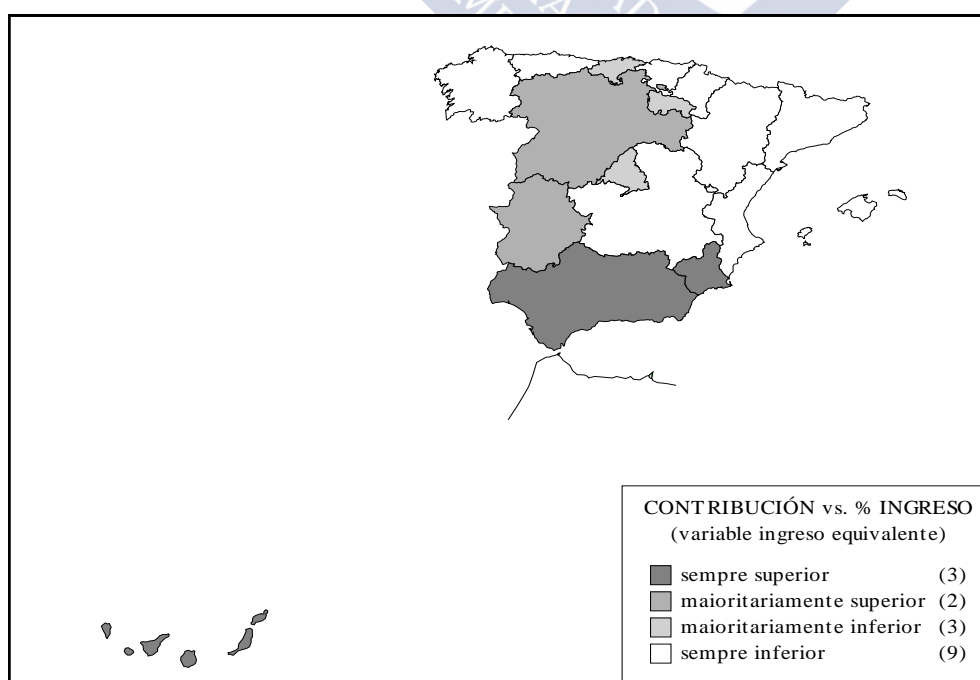 CONTRIBUCIÓN vs. % INGRESO
(variable ingreso equivalente)
sempre superior (3)
maioritariamente superior (2)
maioritariamente inferior (3)
sempre inferior (9)